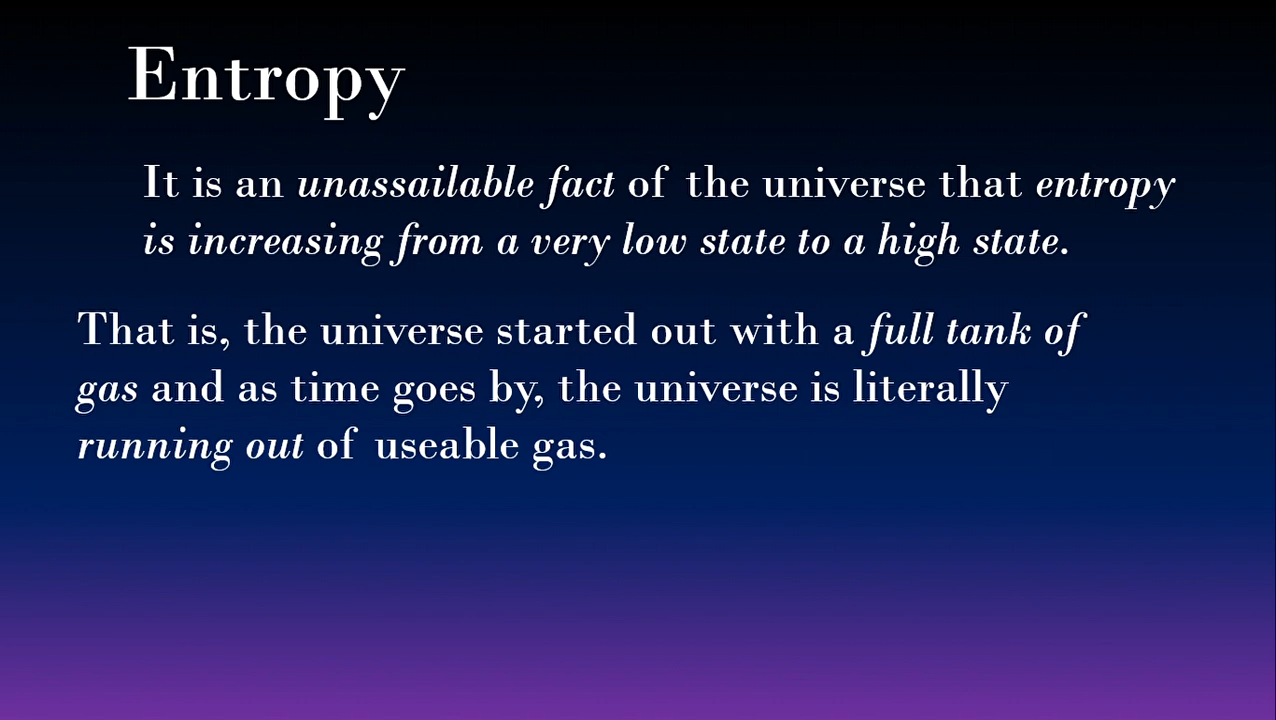 Entropy
It is an unassailable fact of the universe that entropy
is increasing from a very low state to a high state.
That is, the universe started out with a full tank of
gas and as time goes by, the universe is literally
running out of useable gas.